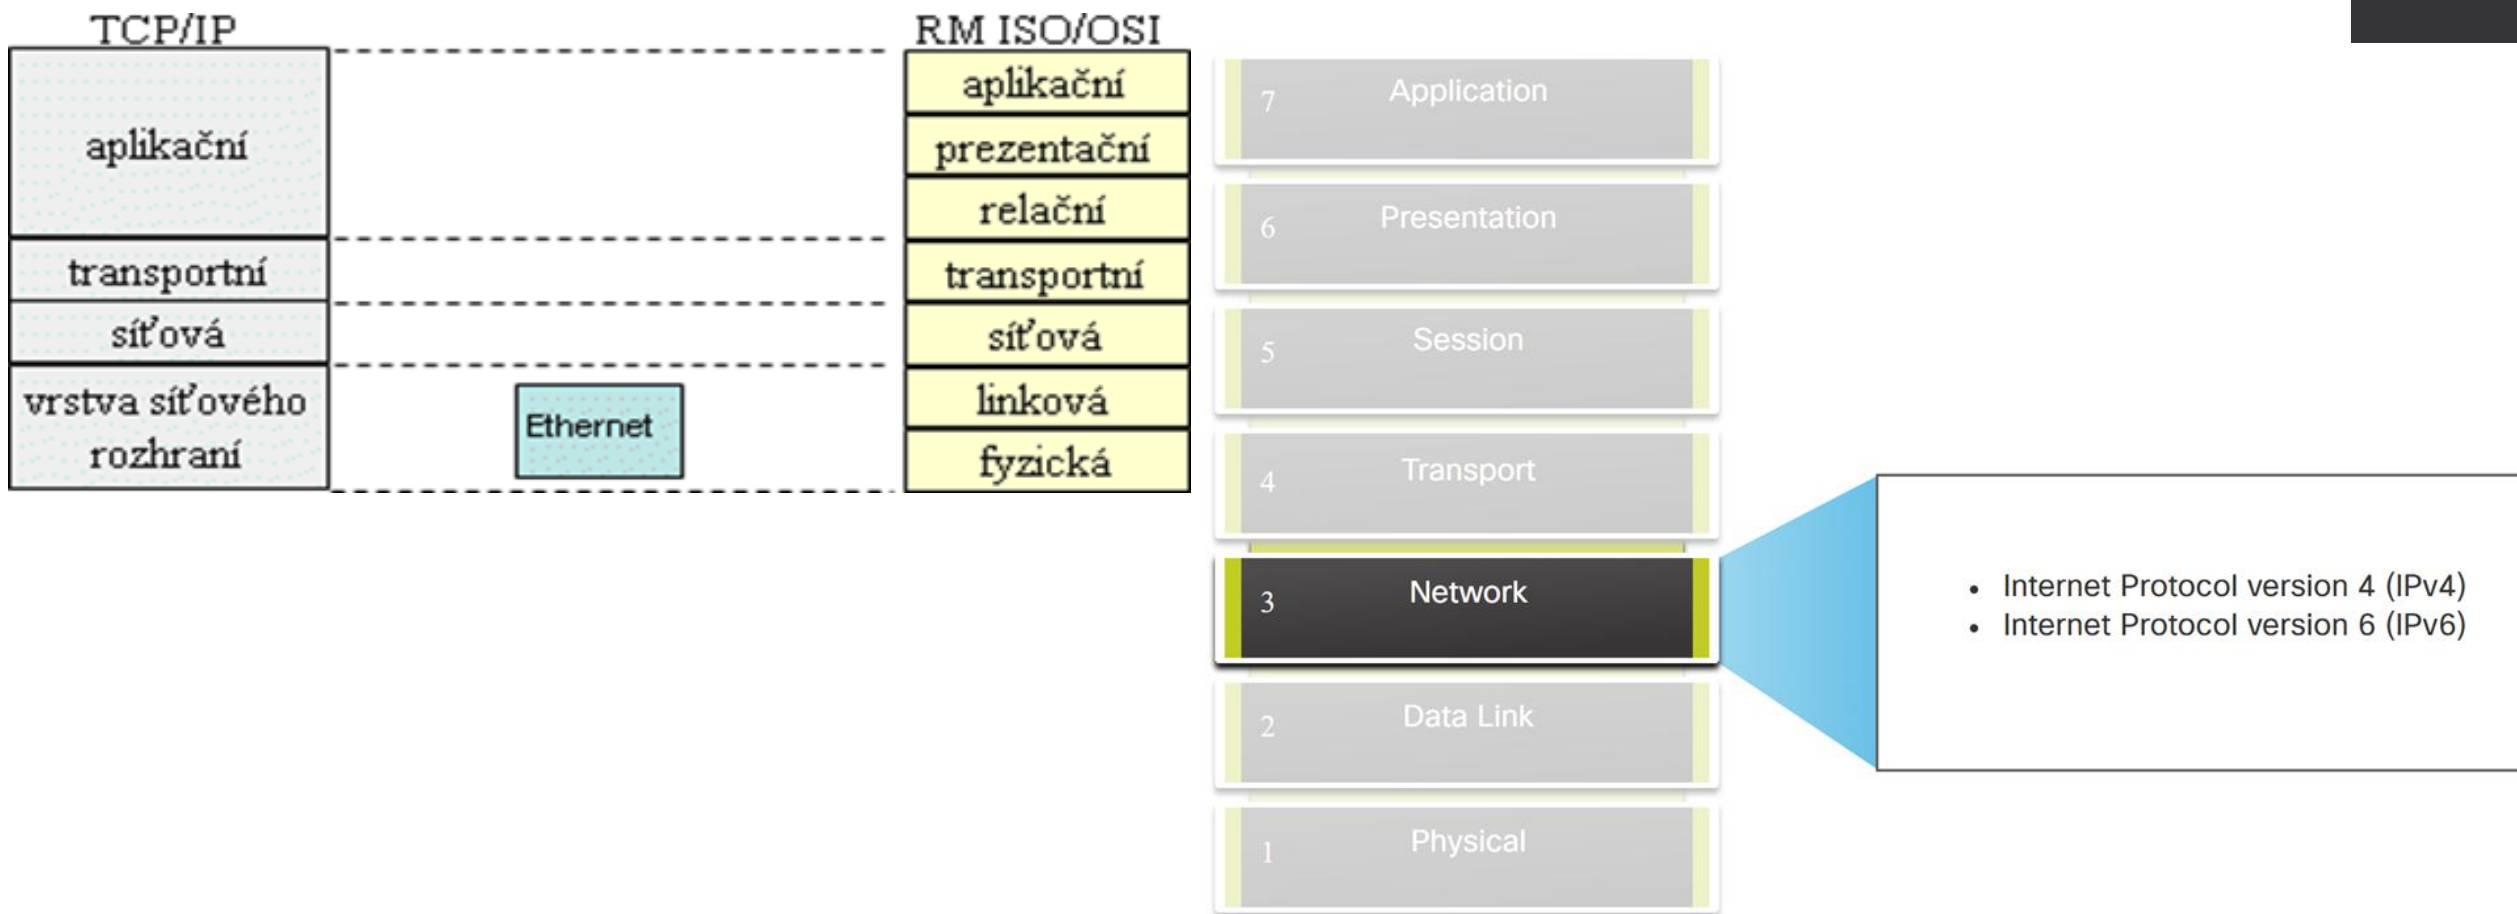 TCP/IP
aplikační
transportní
síťová
vrstva síťového
rozhraní
Ethernet
RM ISO/OSI
aplikační
prezentační
relační
transportní
síťová
linková
fyzická
7 Application
6 Presentation
5 Session
4 Transport
3 Network
2 Data Link
1 Physical
• Internet Protocol version 4 (IPv4)
• Internet Protocol version 6 (IPv6)